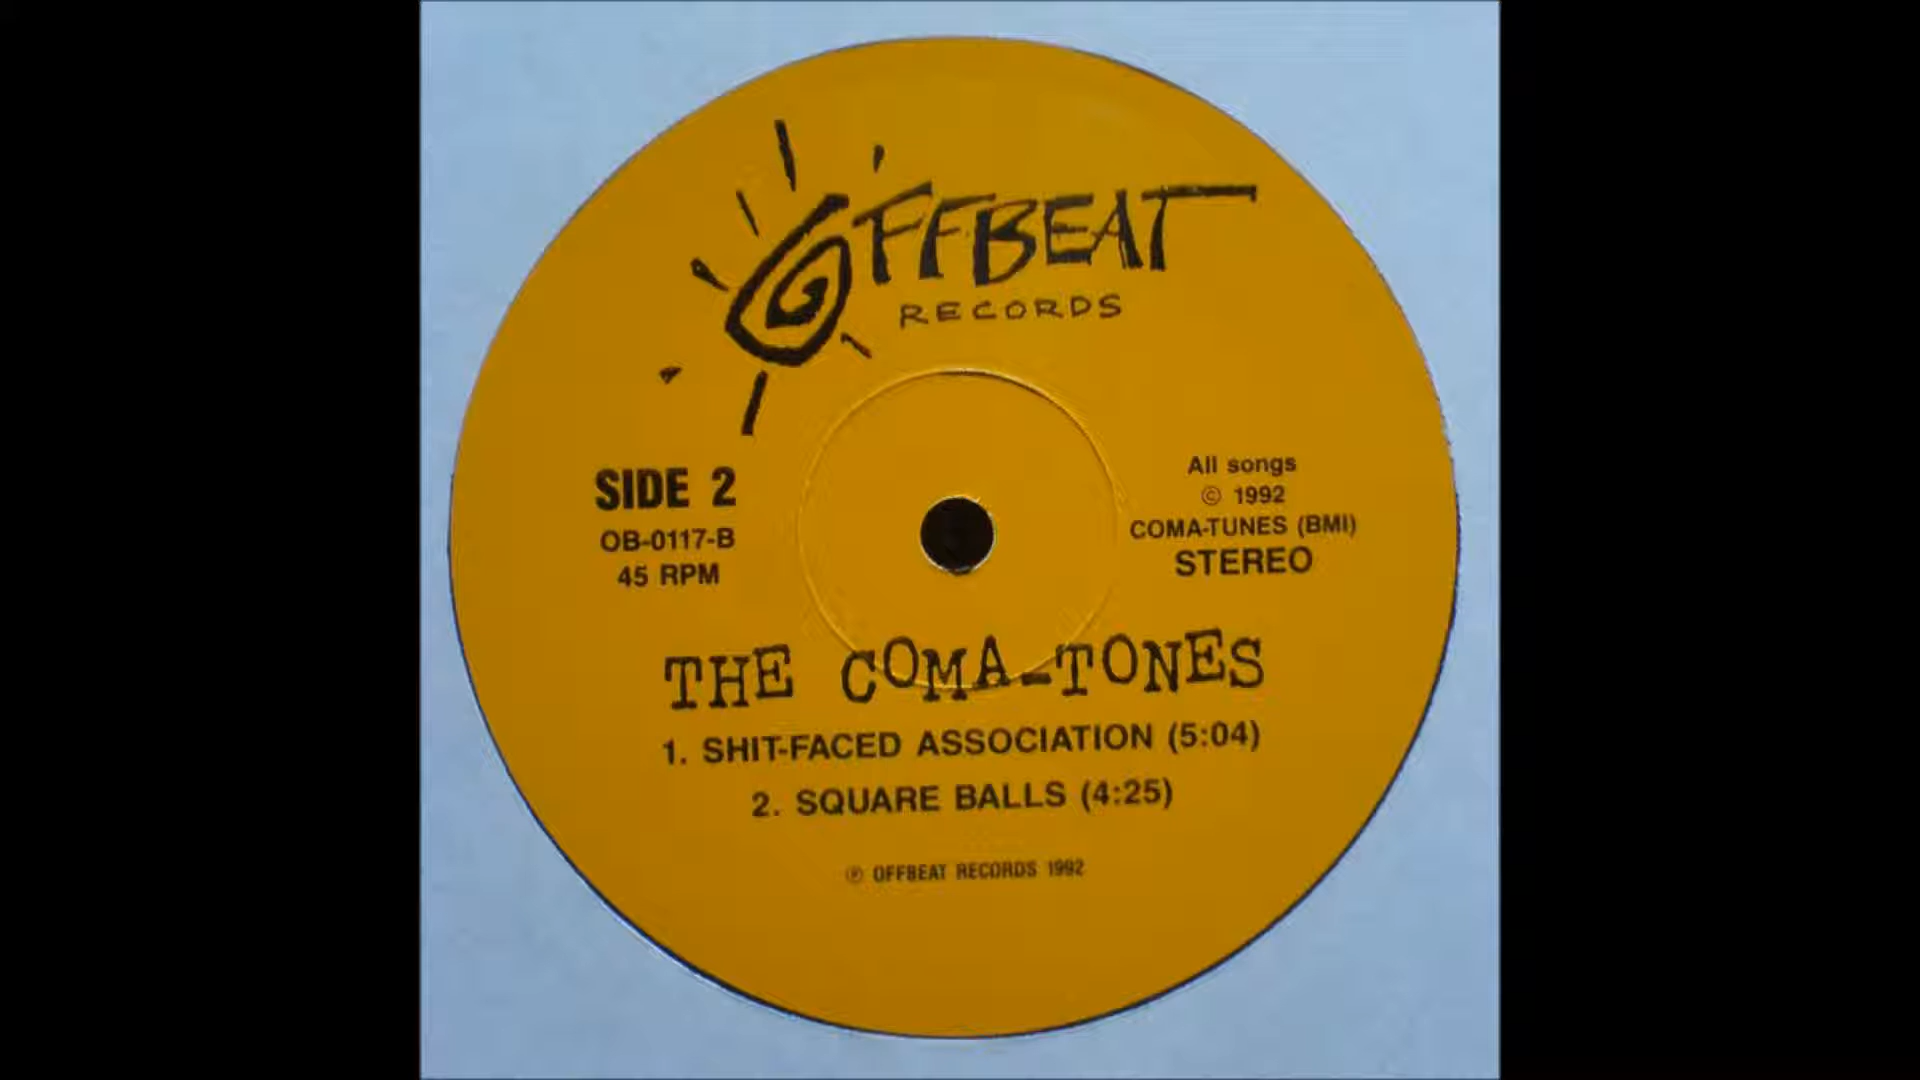 OFFBEAT
RECORDS
SIDE 2
OB-0117-B
45 RPM
All songs
© 1992
COMA-TUNES (BMI)
STEREO
THE COMA-TONES
1. SHIT-FACED ASSOCIATION (5:04)
2. SQUARE BALLS (4:25)
℗ OFFBEAT RECORDS 1992